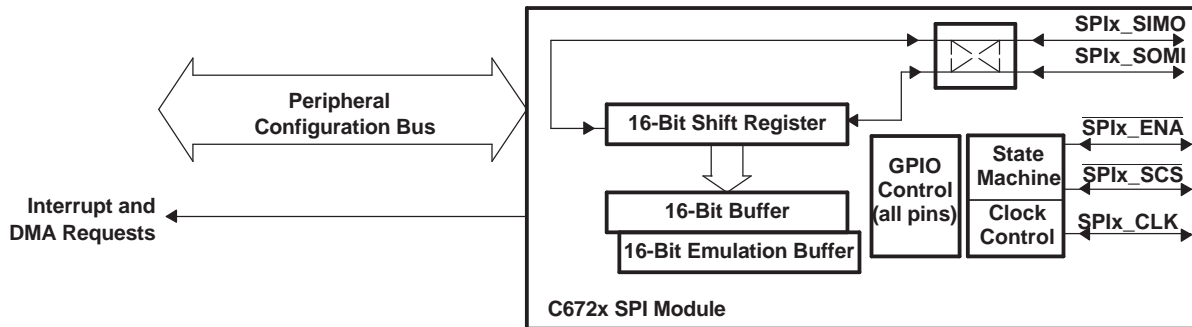 SPIx_SIMO
SPIx_SOMI
Peripheral
Configuration Bus
16-Bit Shift Register
SPIx_ENA
GPIO
Control
(all pins)
State
Machine
SPIx_SCS
Interrupt and
DMA Requests
16-Bit Buffer
Clock
Control
SPIx_CLK
16-Bit Emulation Buffer
C672x SPI Module